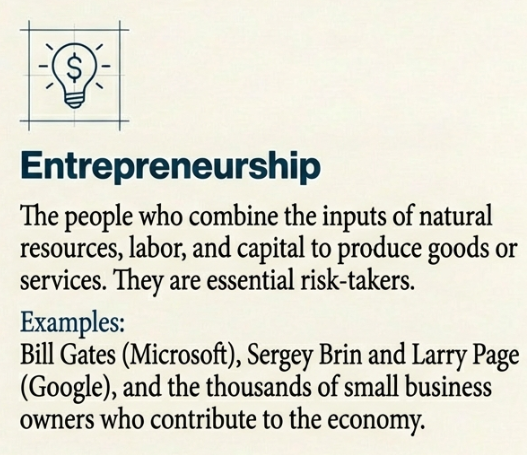 $
Entrepreneurship
The people who combine the inputs of natural
resources, labor, and capital to produce goods or
services. They are essential risk-takers.
Examples:
Bill Gates (Microsoft), Sergey Brin and Larry Page
(Google), and the thousands of small business
owners who contribute to the economy.